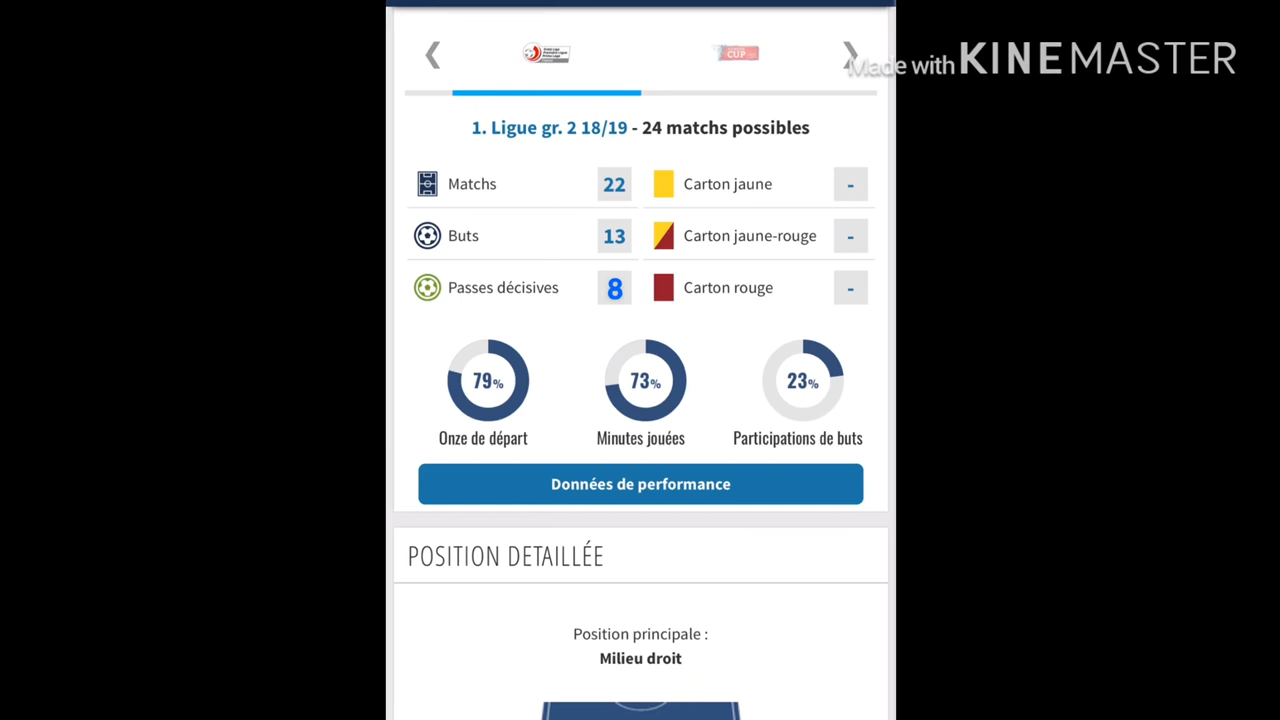 Made with KINEMASTER
CUP
1. Ligue gr. 2 18/19 - 24 matchs possibles
Matchs 22 Carton jaune -
Buts 13 Carton jaune-rouge -
Passes décisives 8 Carton rouge -
79% 73% 23%
Onze de départ Minutes jouées Participations de buts
Données de performance
POSITION DETAILLÉE
Position principale :
Milieu droit